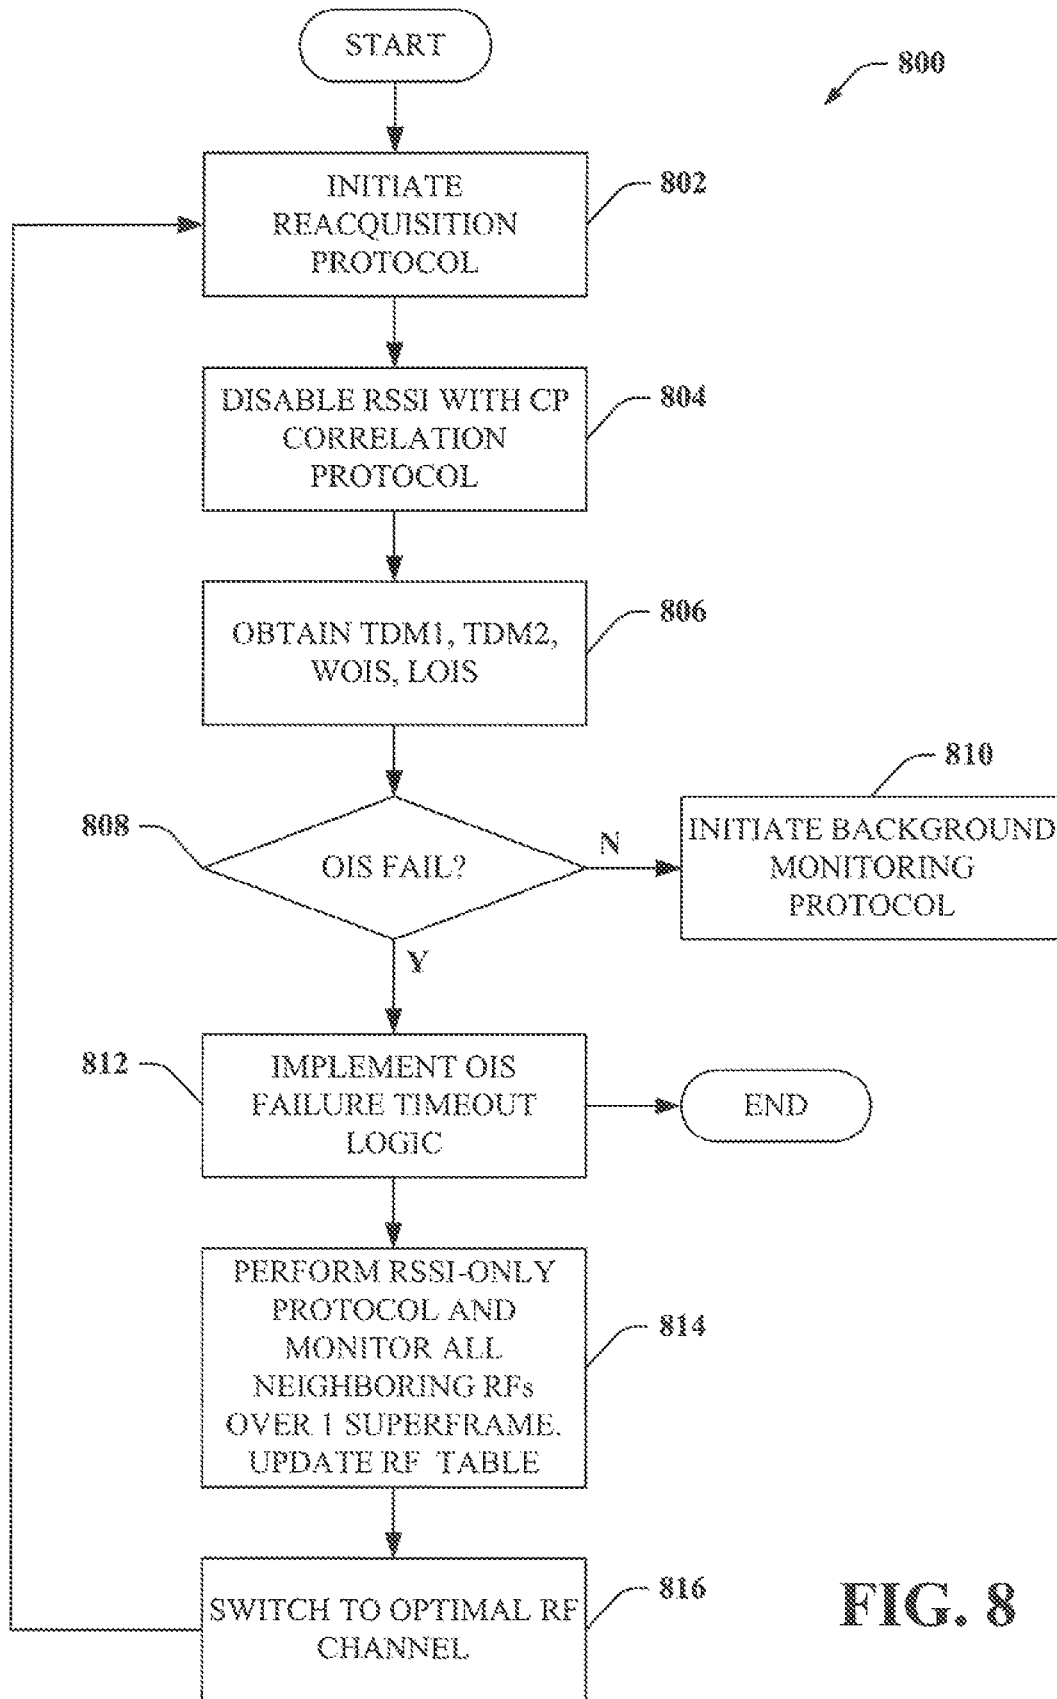 START
800
INITIATE
REACQUISITION
PROTOCOL
802
DISABLE RSSI WITH CP
CORRELATION
PROTOCOL
804
OBTAIN TDM1, TDM2,
WOIS, LOIS
806
808
OIS FAIL?
N
810
INITIATE BACKGROUND
MONITORING
PROTOCOL
Y
812
IMPLEMENT OIS
FAILURE TIMEOUT
LOGIC
END
PERFORM RSSI-ONLY
PROTOCOL AND
MONITOR ALL
NEIGHBORING RFs
OVER 1 SUPERFRAME.
UPDATE RF TABLE
814
SWITCH TO OPTIMAL RF
CHANNEL
816
FIG. 8